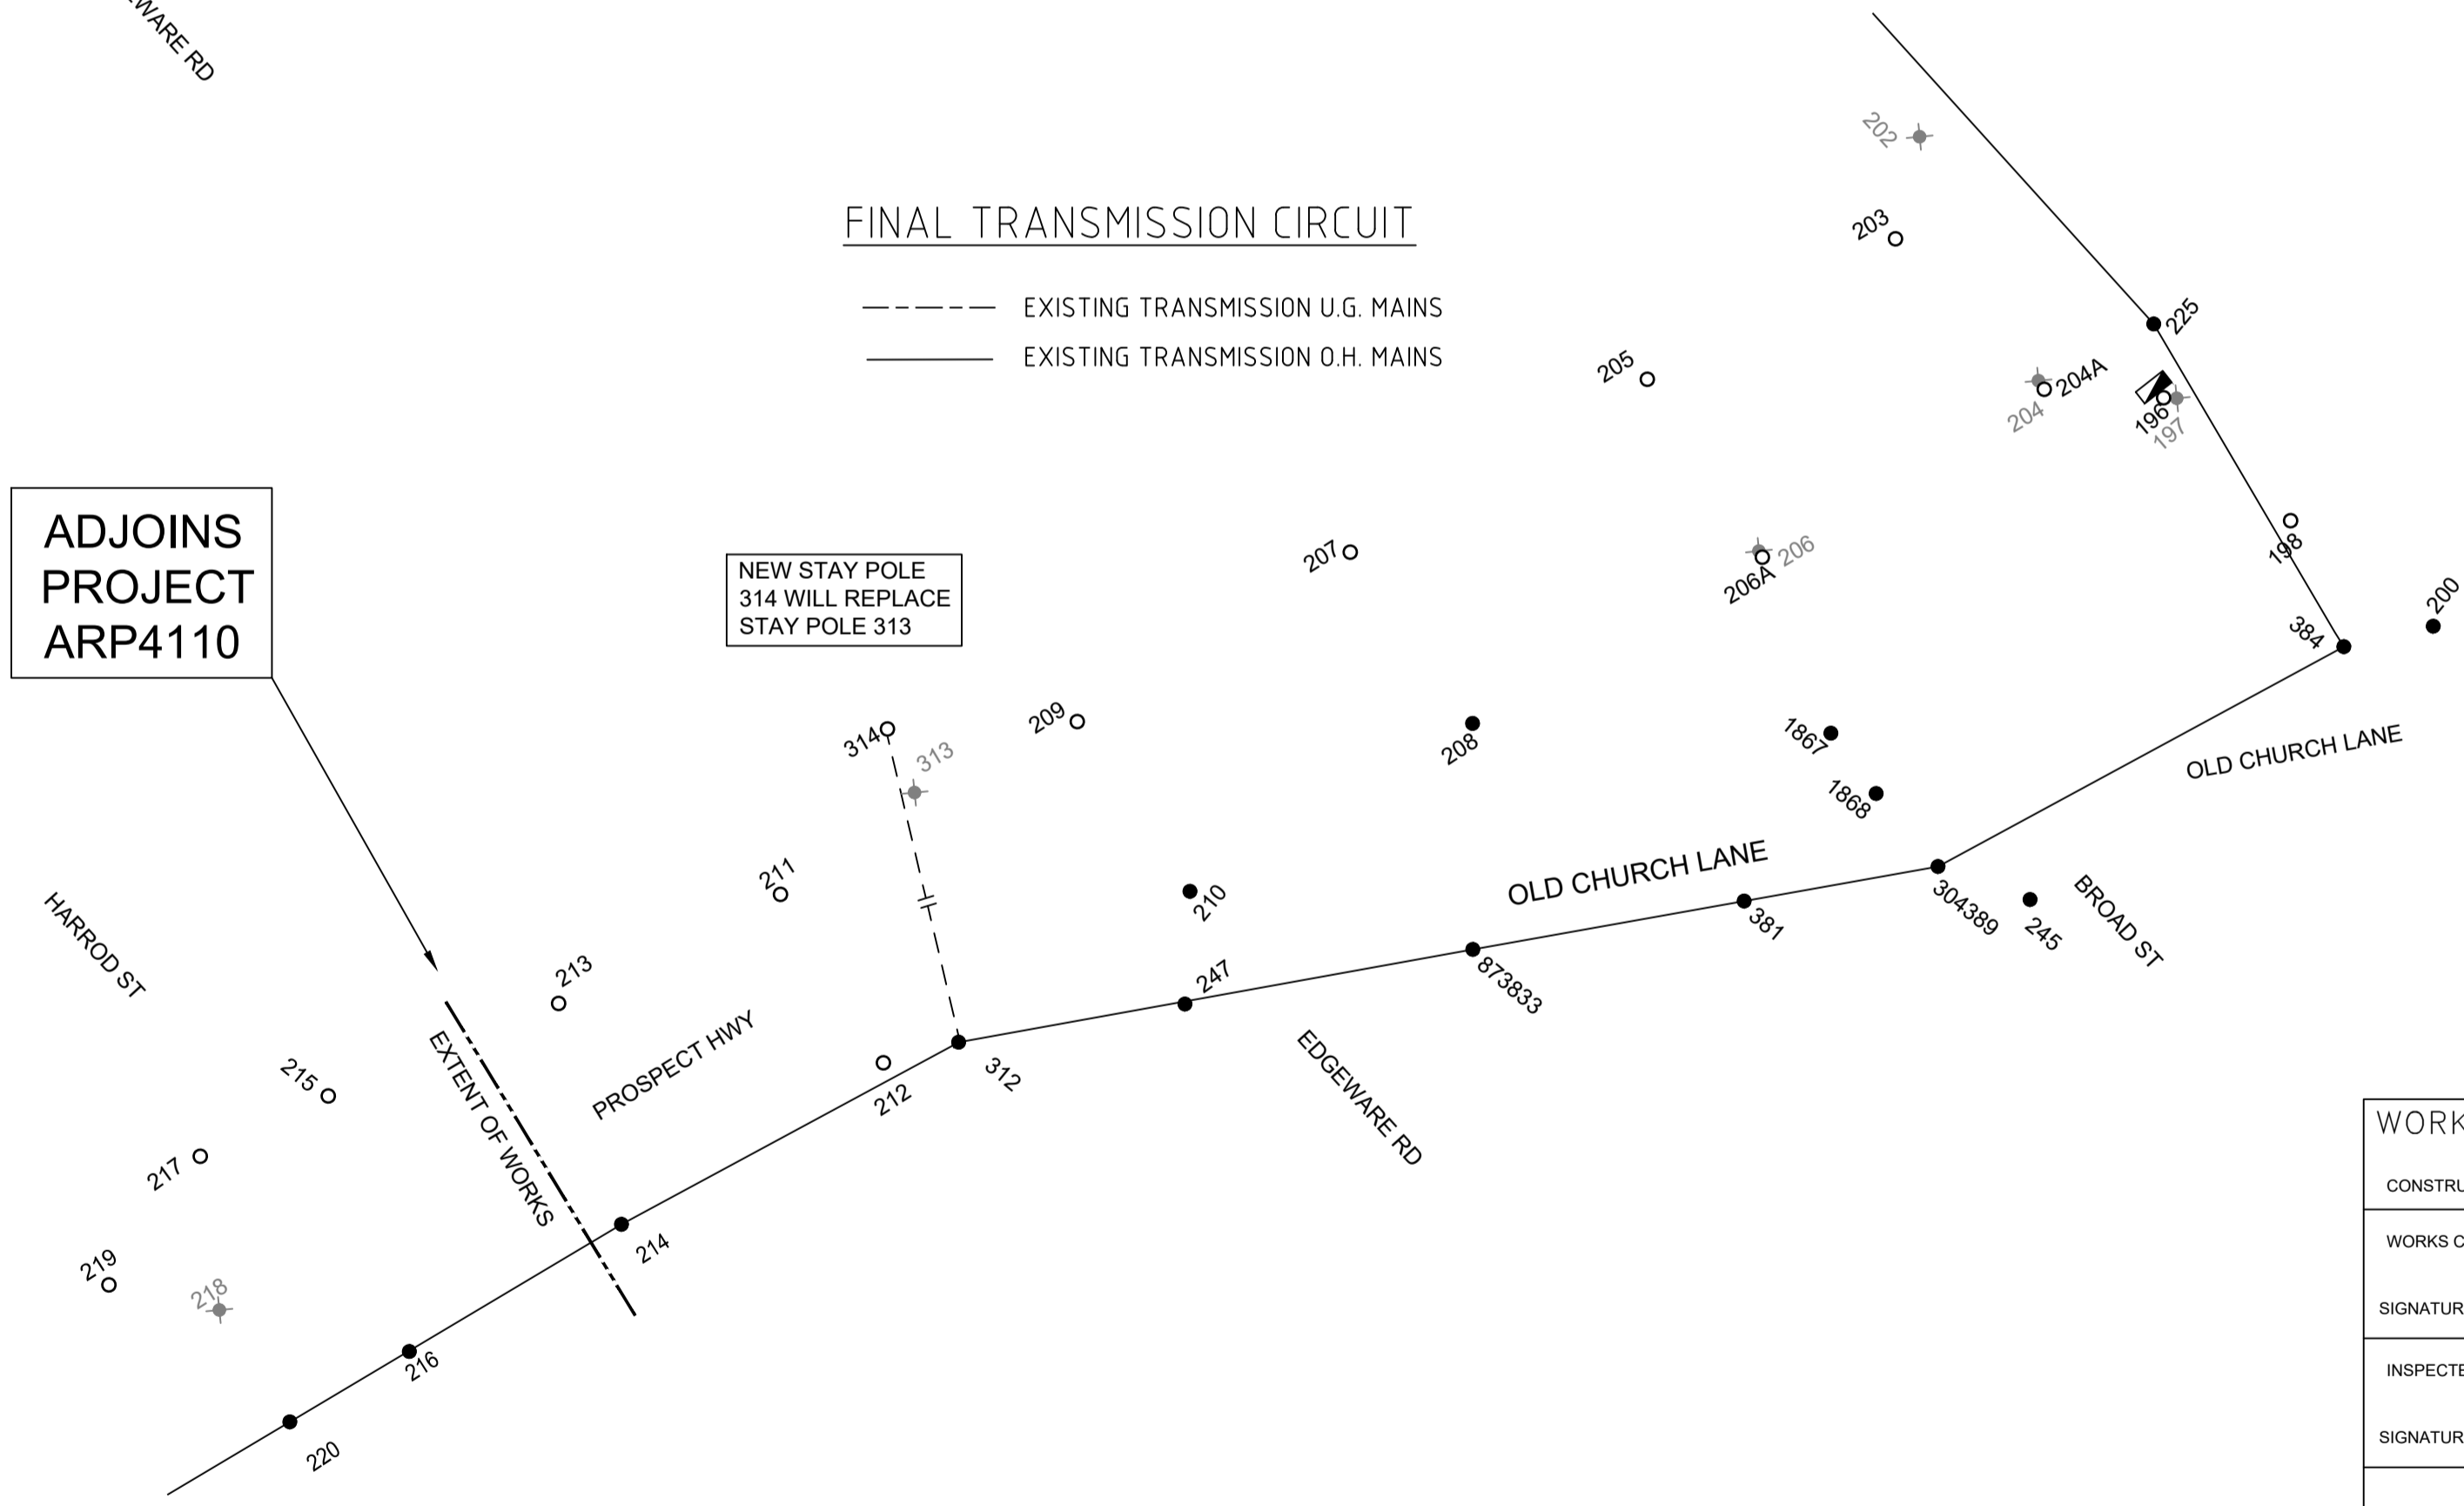 WARE RD
202
203
FINAL TRANSMISSION CIRCUIT
EXISTING TRANSMISSION U.G. MAINS
EXISTING TRANSMISSION O.H. MAINS
225
205
204A
204
196
197
ADJOINS
PROJECT
ARP4110
NEW STAY POLE
314 WILL REPLACE
STAY POLE 313
207
206
206A
198
200
384
314
313
209
208
1867
1868
OLD CHURCH LANE
OLD CHURCH LANE
211
210
304389
381
245
BROAD ST
HARROD ST
213
247
873833
EXTENT OF WORKS
PROSPECT HWY
312
212
EDGEWARE RD
215
217
214
219
218
216
220
WORK
CONSTRU
WORKS C
SIGNATUR
INSPECTE
SIGNATUR